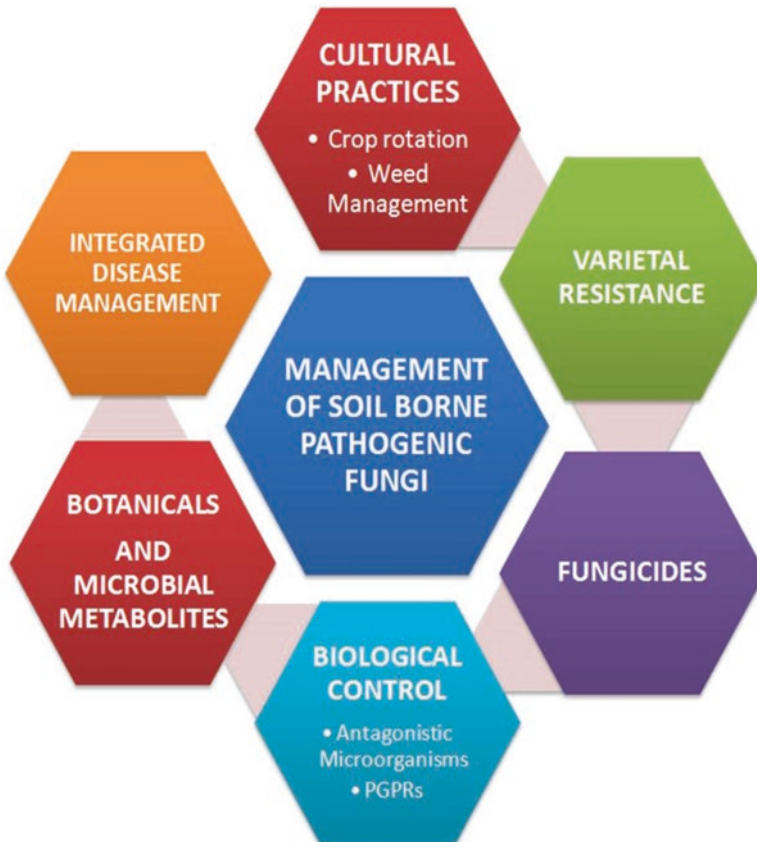 CULTURAL
PRACTICES
• Crop rotation
• Weed
Management
VARIETAL
RESISTANCE
FUNGICIDES
BIOLOGICAL
CONTROL
• Antagonistic
Microorganisms
• PGPRs
BOTANICALS
AND
MICROBIAL
METABOLITES
INTEGRATED
DISEASE
MANAGEMENT
MANAGEMENT
OF SOIL BORNE
PATHOGENIC
FUNGI